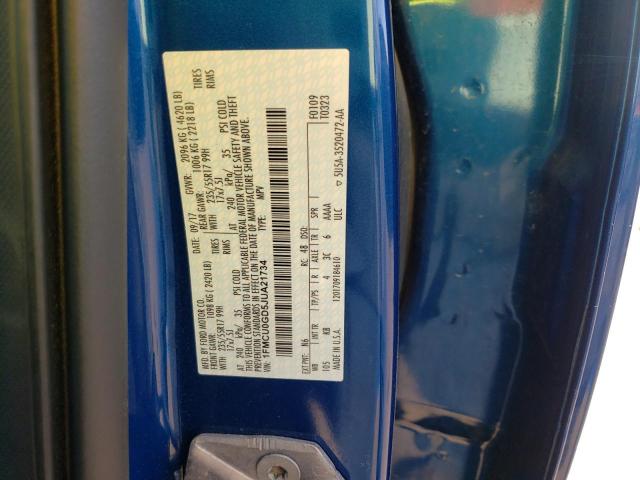 MFD. BY FORD MOTOR CO.
DATE: 09/17 GVWR: 2096 KG ( 4620 LB)
FRONT GAWR: 1098 KG ( 2420 LB) REAR GAWR: 1006 KG ( 2218 LB)
WITH 235/55R17 99H TIRES WITH 235/55R17 99H TIRES
17x7.5J RIMS 17x7.5J RIMS
AT 240 kPa/ 35 PSI COLD AT 240 kPa/ 35 PSI COLD
THIS VEHICLE CONFORMS TO ALL APPLICABLE FEDERAL MOTOR VEHICLE SAFETY AND THEFT
PREVENTION STANDARDS IN EFFECT ON THE DATE OF MANUFACTURE SHOWN ABOVE.
VIN: 1FMCU0GD5JUA21734 TYPE: MPV
F0109
T0323
EXT PNT: N6 RC: 48 DSO:
WB INT TR TP/PS R AXLE TR SPR
105 KB 4 3C 6 AAAA
MADE IN U.S.A. ULC
▽ 5U5A-3520472-AA